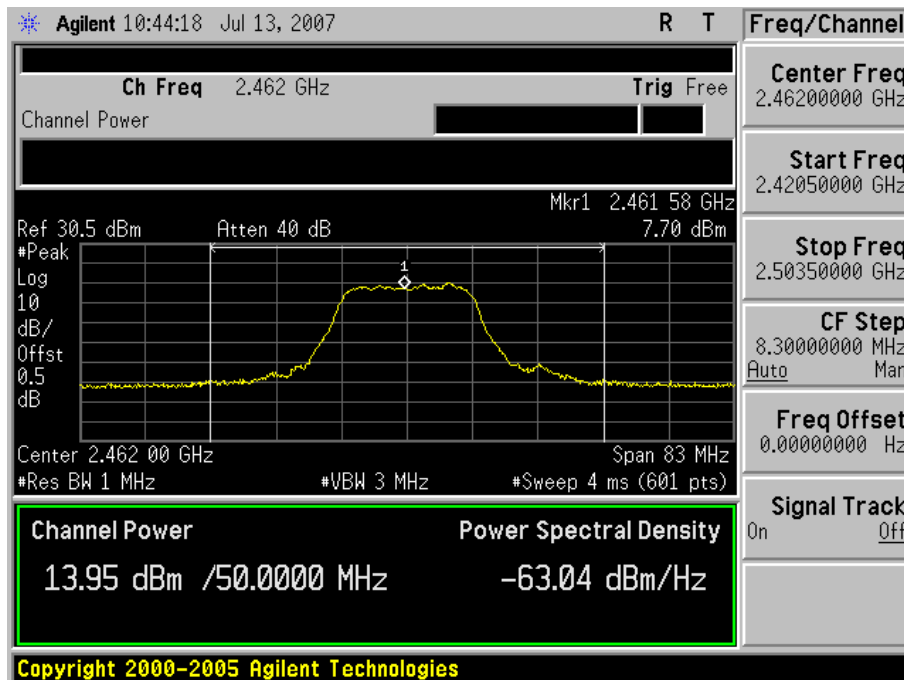 Agilent 10:44:18 Jul 13, 2007 R T
Ch Freq 2.462 GHz Trig Free
Channel Power
Mkr1 2.461 58 GHz
Ref 30.5 dBm Atten 40 dB 7.70 dBm
#Peak
Log
10
dB/
Offst
0.5
dB
1
Center 2.462 00 GHz Span 83 MHz
#Res BW 1 MHz #VBW 3 MHz #Sweep 4 ms (601 pts)
Channel Power Power Spectral Density
13.95 dBm /50.0000 MHz -63.04 dBm/Hz
Copyright 2000-2005 Agilent Technologies
Freq/Channel
Center Freq
2.46200000 GHz
Start Freq
2.42050000 GHz
Stop Freq
2.50350000 GHz
CF Step
8.30000000 MHz
Auto Man
Freq Offset
0.00000000 Hz
Signal Track
On Off